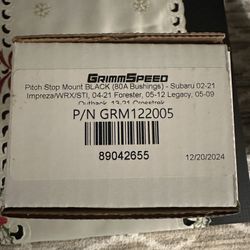 GRIMMSPEED
Pitch Stop Mount BLACK (80A Bushings) - Subaru 02-21
Impreza/WRX/STI, 04-21 Forester, 05-12 Legacy, 05-09
Outback, 13-21 Crosstrek
P/N GRM122005
89042655
12/20/2024